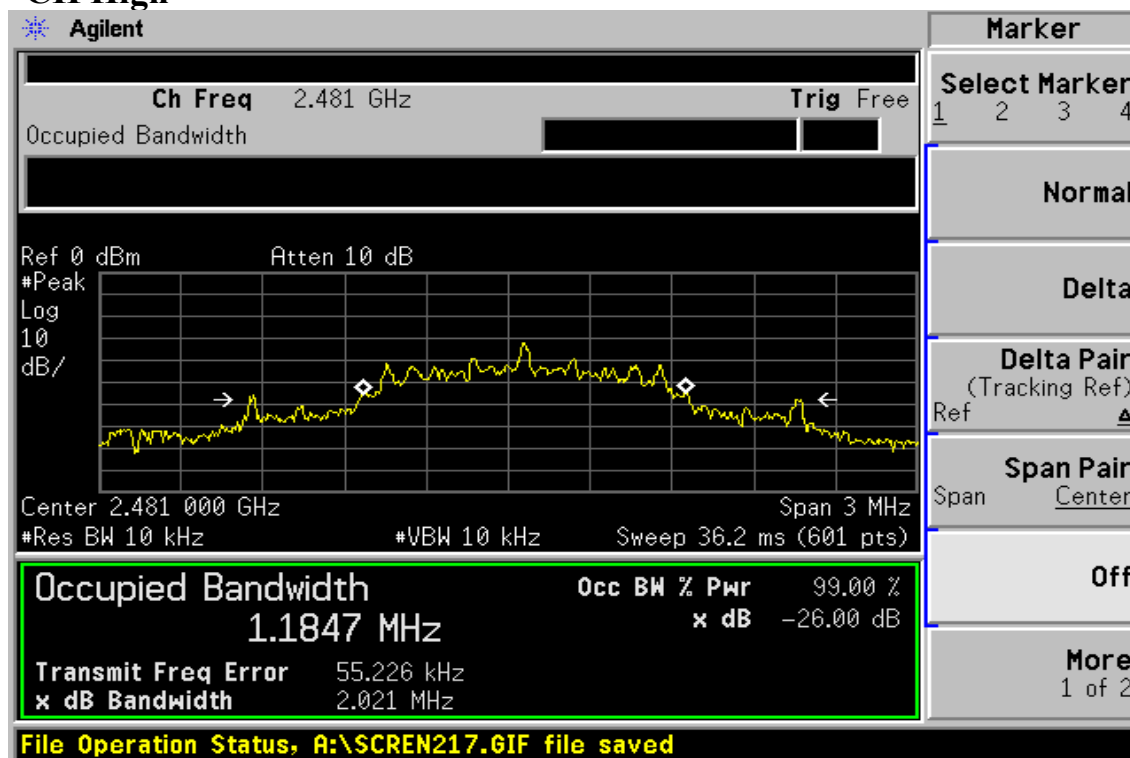 CH High
Agilent
Marker
Ch Freq 2.481 GHz Trig Free
Occupied Bandwidth
Select Marker
1 2 3 4
Normal
Delta
Delta Pair
(Tracking Ref)
Ref Δ
Span Pair
Span Center
Off
More
1 of 2
Ref 0 dBm Atten 10 dB
#Peak
Log
10
dB/
Center 2.481 000 GHz Span 3 MHz
#Res BW 10 kHz #VBW 10 kHz Sweep 36.2 ms (601 pts)
Occupied Bandwidth Occ BW % Pwr 99.00 %
1.1847 MHz x dB -26.00 dB
Transmit Freq Error 55.226 kHz
x dB Bandwidth 2.021 MHz
File Operation Status, A:\SCREN217.GIF file saved